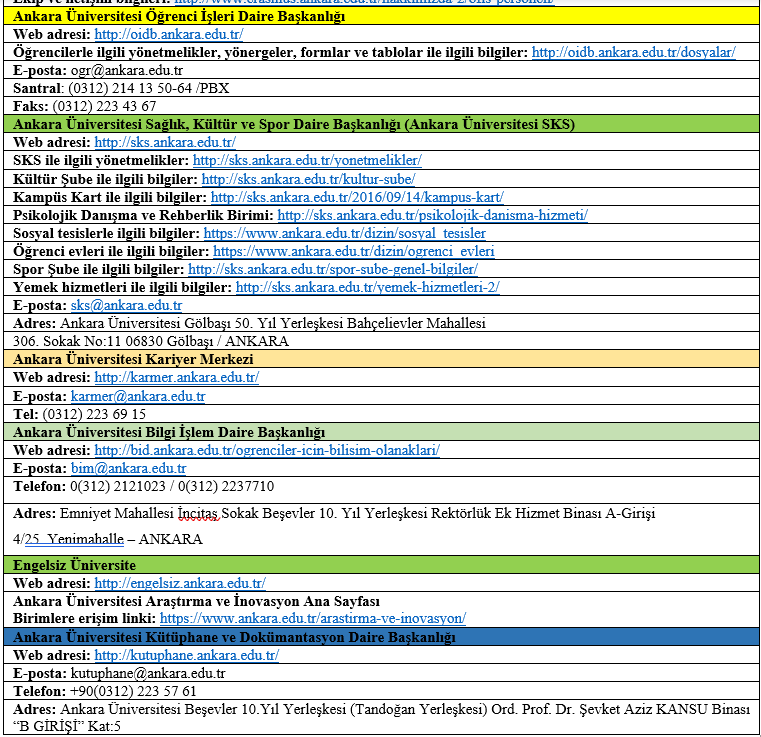 Ekip ve iletişim bilgileri: http://www.erasmus.ankara.edu.tr/hakkimizda-2/ofis-personeli/
Ankara Üniversitesi Öğrenci İşleri Daire Başkanlığı
Web adresi: http://oidb.ankara.edu.tr/
Öğrencilerle ilgili yönetmelikler, yönergeler, formlar ve tablolar ile ilgili bilgiler: http://oidb.ankara.edu.tr/dosyalar/
E-posta: ogr@ankara.edu.tr
Santral: (0312) 214 13 50-64 /PBX
Faks: (0312) 223 43 67
Ankara Üniversitesi Sağlık, Kültür ve Spor Daire Başkanlığı (Ankara Üniversitesi SKS)
Web adresi: http://sks.ankara.edu.tr/
SKS ile ilgili yönetmelikler: http://sks.ankara.edu.tr/yonetmelikler/
Kültür Şube ile ilgili bilgiler: http://sks.ankara.edu.tr/kultur-sube/
Kampüs Kart ile ilgili bilgiler: http://sks.ankara.edu.tr/2016/09/14/kampus-kart/
Psikolojik Danışma ve Rehberlik Birimi: http://sks.ankara.edu.tr/psikolojik-danisma-hizmeti/
Sosyal tesislerle ilgili bilgiler: https://www.ankara.edu.tr/dizin/sosyal_tesisler
Öğrenci evleri ile ilgili bilgiler: https://www.ankara.edu.tr/dizin/ogrenci_evleri
Spor Şube ile ilgili bilgiler: http://sks.ankara.edu.tr/spor-sube-genel-bilgiler/
Yemek hizmetleri ile ilgili bilgiler: http://sks.ankara.edu.tr/yemek-hizmetleri-2/
E-posta: sks@ankara.edu.tr
Adres: Ankara Üniversitesi Gölbaşı 50. Yıl Yerleşkesi Bahçelievler Mahallesi
306. Sokak No:11 06830 Gölbaşı / ANKARA
Ankara Üniversitesi Kariyer Merkezi
Web adresi: http://karmer.ankara.edu.tr/
E-posta: karmer@ankara.edu.tr
Tel: (0312) 223 69 15
Ankara Üniversitesi Bilgi İşlem Daire Başkanlığı
Web adresi: http://bid.ankara.edu.tr/ogrenciler-icin-bilisim-olanaklari/
E-posta: bim@ankara.edu.tr
Telefon: 0(312) 2121023 / 0(312) 2237710
Adres: Emniyet Mahallesi İncitaş Sokak Beşevler 10. Yıl Yerleşkesi Rektörlük Ek Hizmet Binası A-Girişi
4/25 Yenimahalle – ANKARA
Engelsiz Üniversite
Web adresi: http://engelsiz.ankara.edu.tr/
Ankara Üniversitesi Araştırma ve İnovasyon Ana Sayfası
Birimlere erişim linki: https://www.ankara.edu.tr/arastirma-ve-inovasyon/
Ankara Üniversitesi Kütüphane ve Dokümantasyon Daire Başkanlığı
Web adresi: http://kutuphane.ankara.edu.tr/
E-posta: kutuphane@ankara.edu.tr
Telefon: +90(0312) 223 57 61
Adres: Ankara Üniversitesi Beşevler 10.Yıl Yerleşkesi (Tandoğan Yerleşkesi) Ord. Prof. Dr. Şevket Aziz KANSU Binası
“B GİRİŞİ” Kat:5